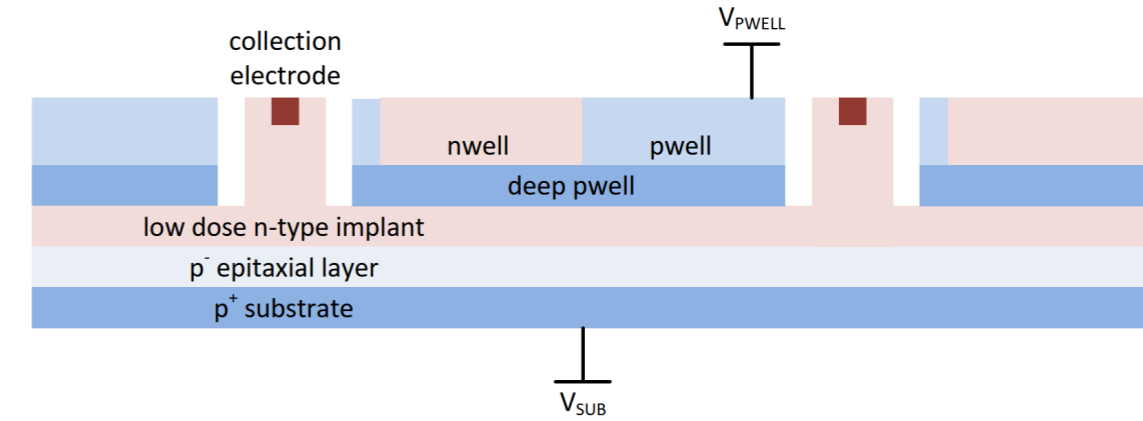 V_PWELL
collection
electrode
nwell
pwell
deep pwell
low dose n-type implant
p⁻ epitaxial layer
p⁺ substrate
V_SUB